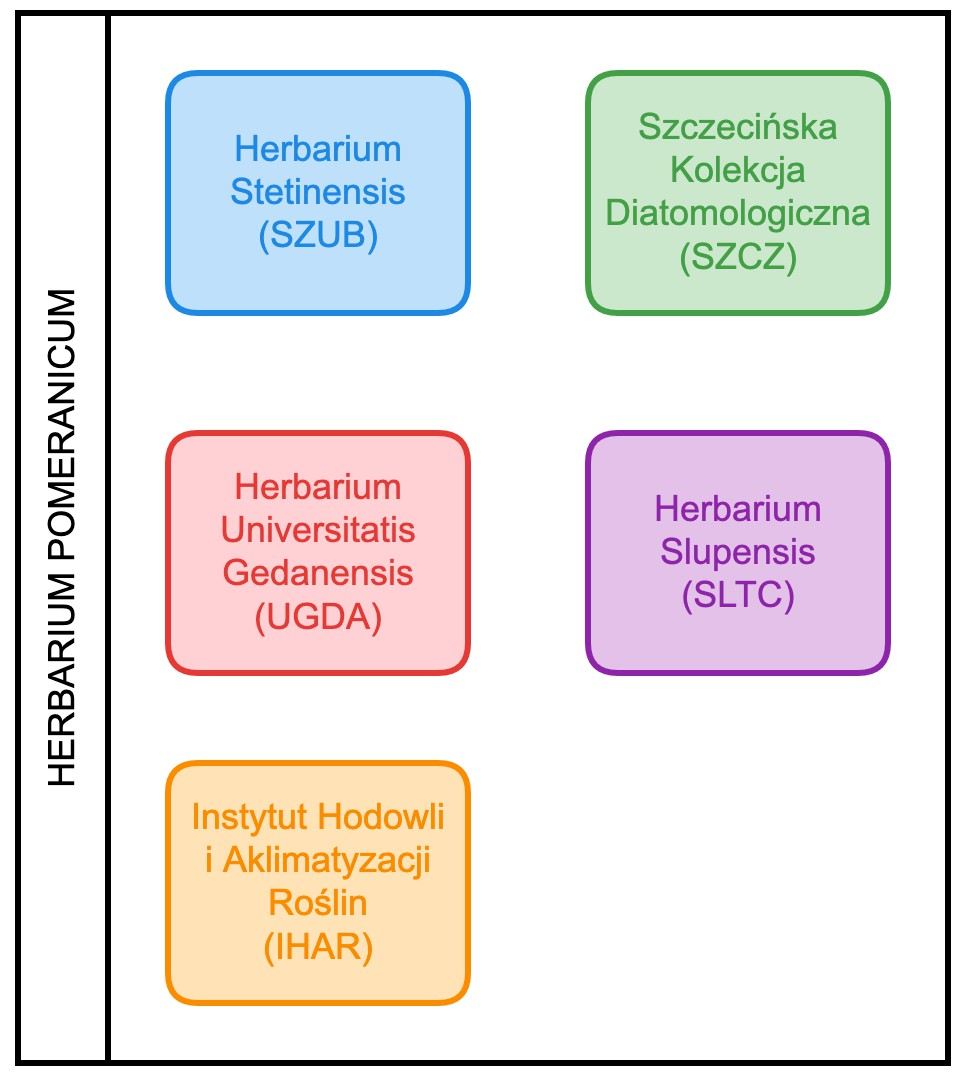 HERBARIUM POMERANICUM
Herbarium
Stetinensis
(SZUB)
Szczecińska
Kolekcja
Diatomologiczna
(SZCZ)
Herbarium
Universitatis
Gedanensis
(UGDA)
Herbarium
Slupensis
(SLTC)
Instytut Hodowli
i Aklimatyzacji
Roślin
(IHAR)